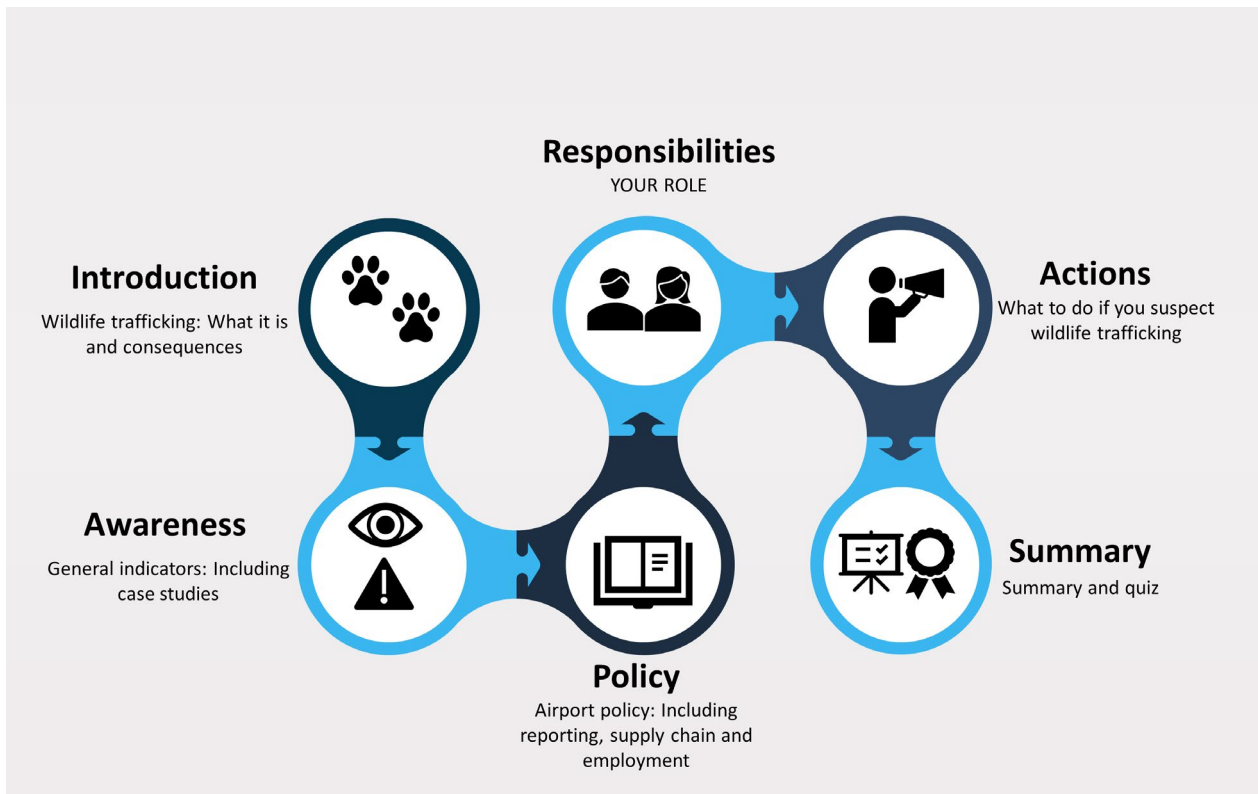 Introduction
Wildlife trafficking: What it is
and consequences
Awareness
General indicators: Including
case studies
Policy
Airport policy: Including
reporting, supply chain and
employment
Responsibilities
YOUR ROLE
Actions
What to do if you suspect
wildlife trafficking
Summary
Summary and quiz